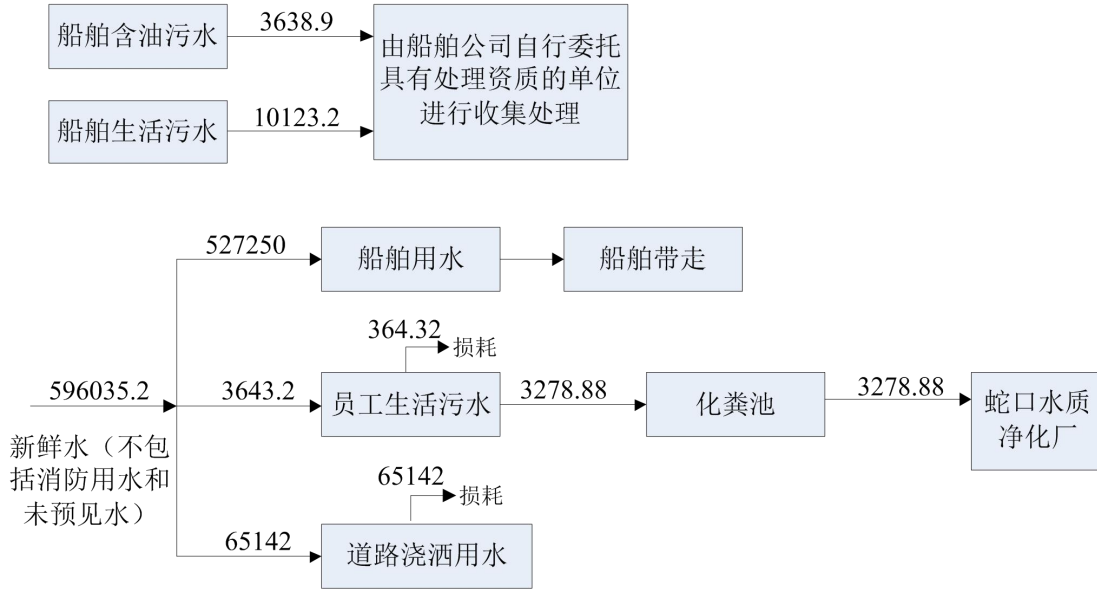 船舶含油污水
3638.9
由船舶公司自行委托
具有处理资质的单位
进行收集处理
船舶生活污水
10123.2
527250
船舶用水
船舶带走
364.32
损耗
596035.2
3643.2
员工生活污水
3278.88
化粪池
3278.88
蛇口水质
净化厂
新鲜水（不包
括消防用水和
未预见水）
65142
损耗
65142
道路浇洒用水